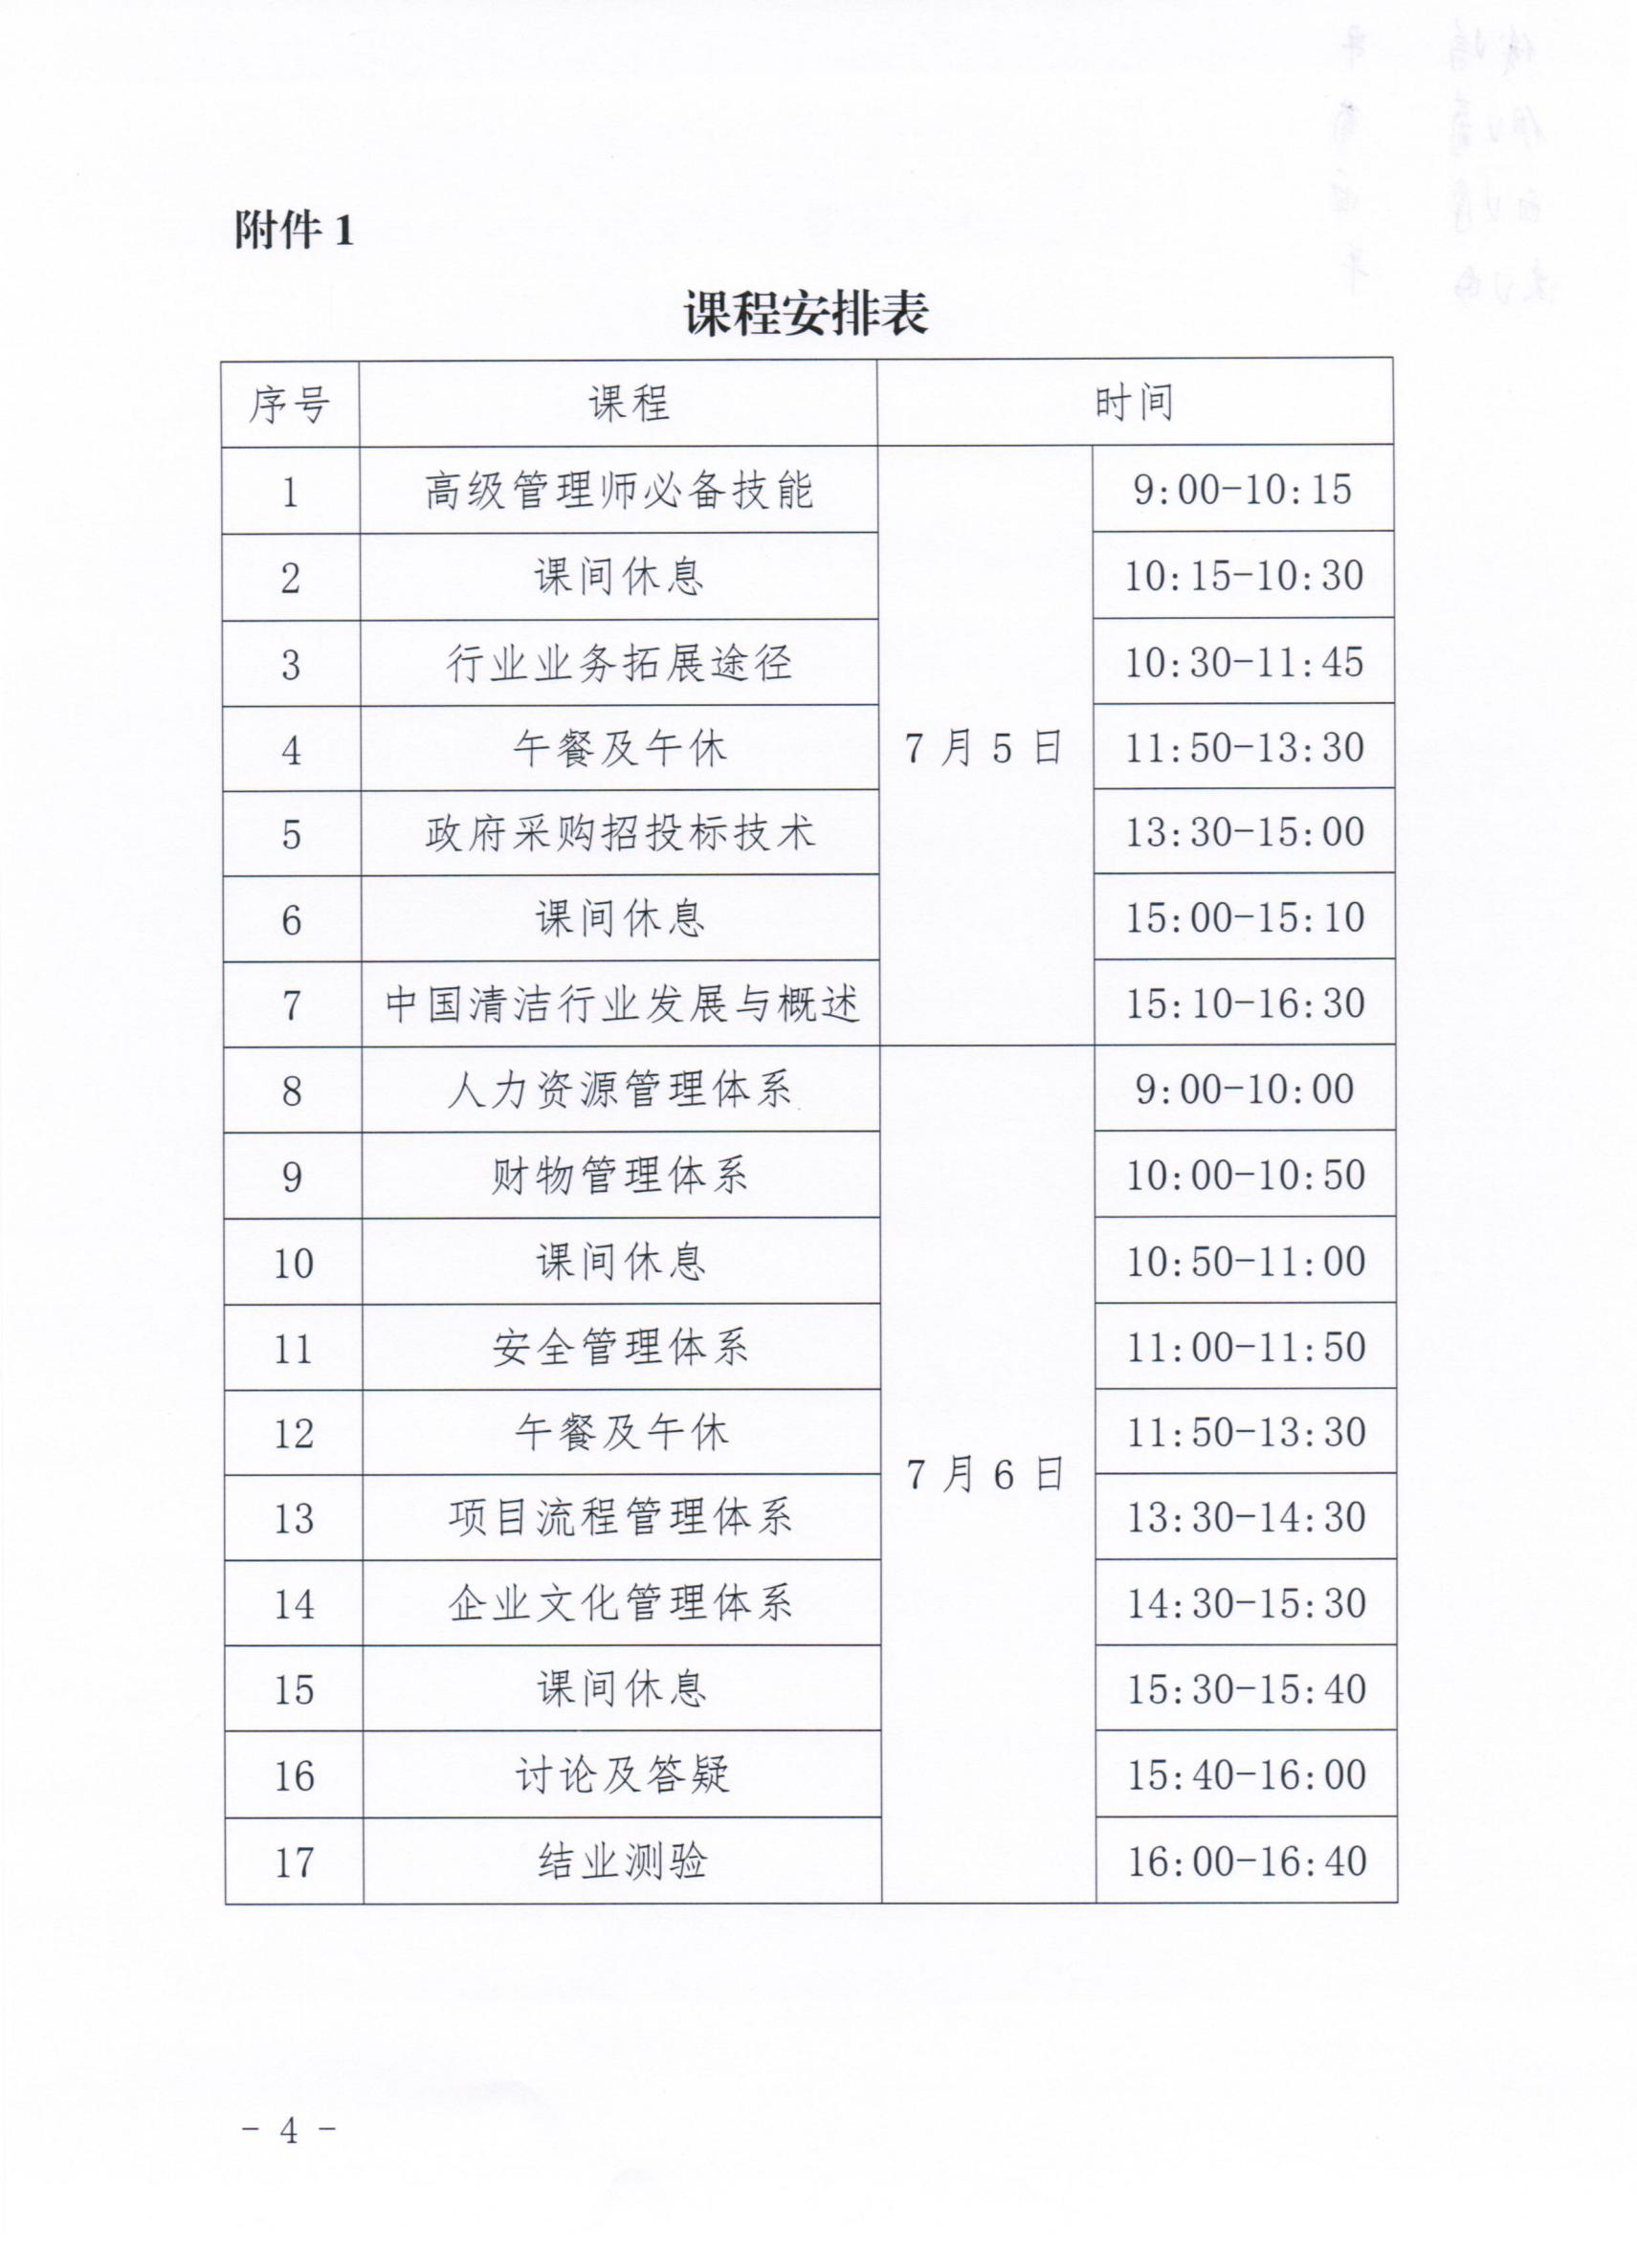 附件1
课程安排表
序号 课程 时间
1 高级管理师必备技能 9:00-10:15
2 课间休息 10:15-10:30
3 行业业务拓展途径 10:30-11:45
4 午餐及午休 7月5日 11:50-13:30
5 政府采购招投标技术 13:30-15:00
6 课间休息 15:00-15:10
7 中国清洁行业发展与概述 15:10-16:30
8 人力资源管理体系 9:00-10:00
9 财物管理体系 10:00-10:50
10 课间休息 10:50-11:00
11 安全管理体系 11:00-11:50
12 午餐及午休 11:50-13:30
7月6日
13 项目流程管理体系 13:30-14:30
14 企业文化管理体系 14:30-15:30
15 课间休息 15:30-15:40
16 讨论及答疑 15:40-16:00
17 结业测验 16:00-16:40
- 4 -